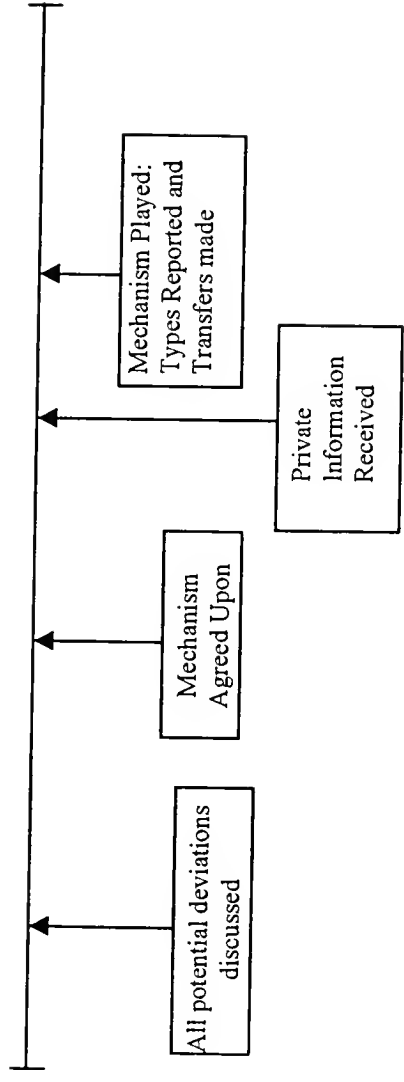 All potential deviations
discussed
Mechanism
Agreed Upon
Private
Information
Received
Mechanism Played:
Types Reported and
Transfers made